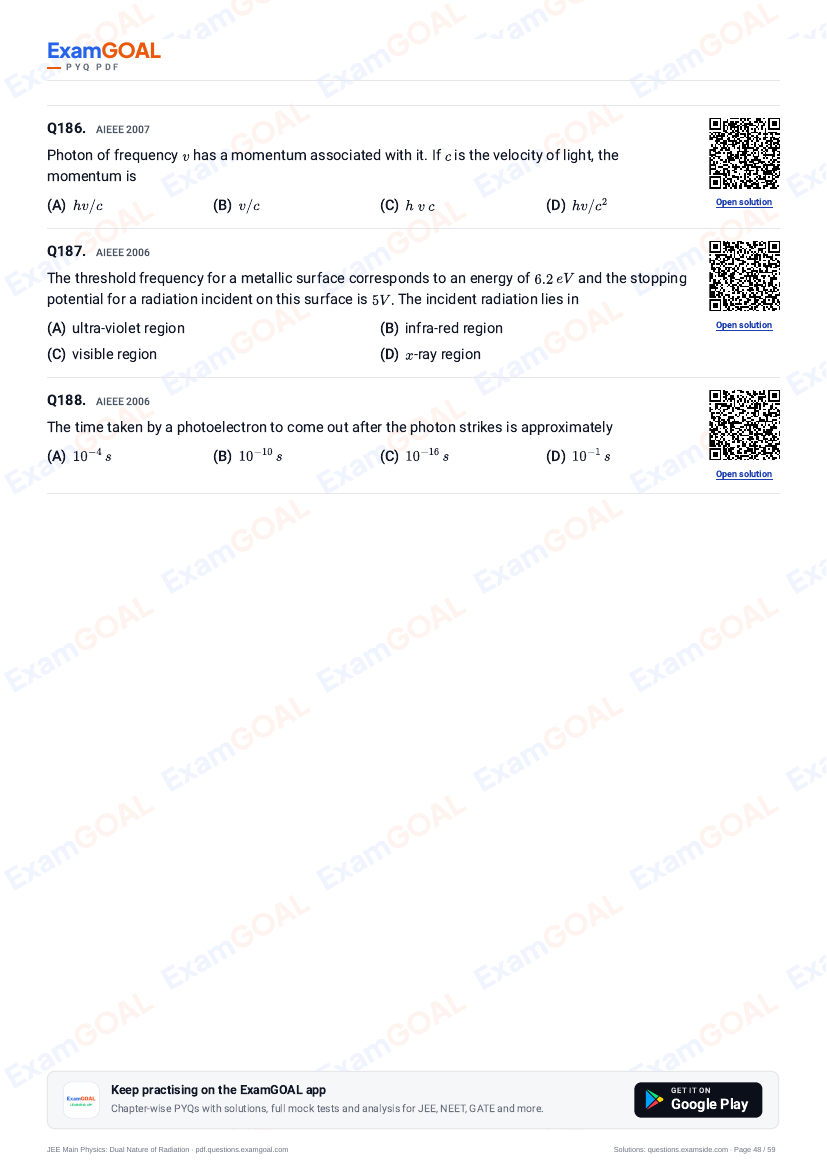 ExamGOAL
PYQ PDF
Q186. AIEEE 2007
Photon of frequency v has a momentum associated with it. If c is the velocity of light, the
momentum is
(A) hv/c (B) v/c (C) h v c (D) hv/c²
Open solution
Q187. AIEEE 2006
The threshold frequency for a metallic surface corresponds to an energy of 6.2 eV and the stopping
potential for a radiation incident on this surface is 5V. The incident radiation lies in
(A) ultra-violet region (B) infra-red region
(C) visible region (D) x-ray region
Open solution
Q188. AIEEE 2006
The time taken by a photoelectron to come out after the photon strikes is approximately
(A) 10⁻⁴ s (B) 10⁻¹⁰ s (C) 10⁻¹⁶ s (D) 10⁻¹ s
Open solution
ExamGOAL
Keep practising on the ExamGOAL app
Chapter-wise PYQs with solutions, full mock tests and analysis for JEE, NEET, GATE and more.
GET IT ON
Google Play
JEE Main Physics: Dual Nature of Radiation · pdf.questions.examgoal.com
Solutions: questions.examside.com · Page 48 / 59